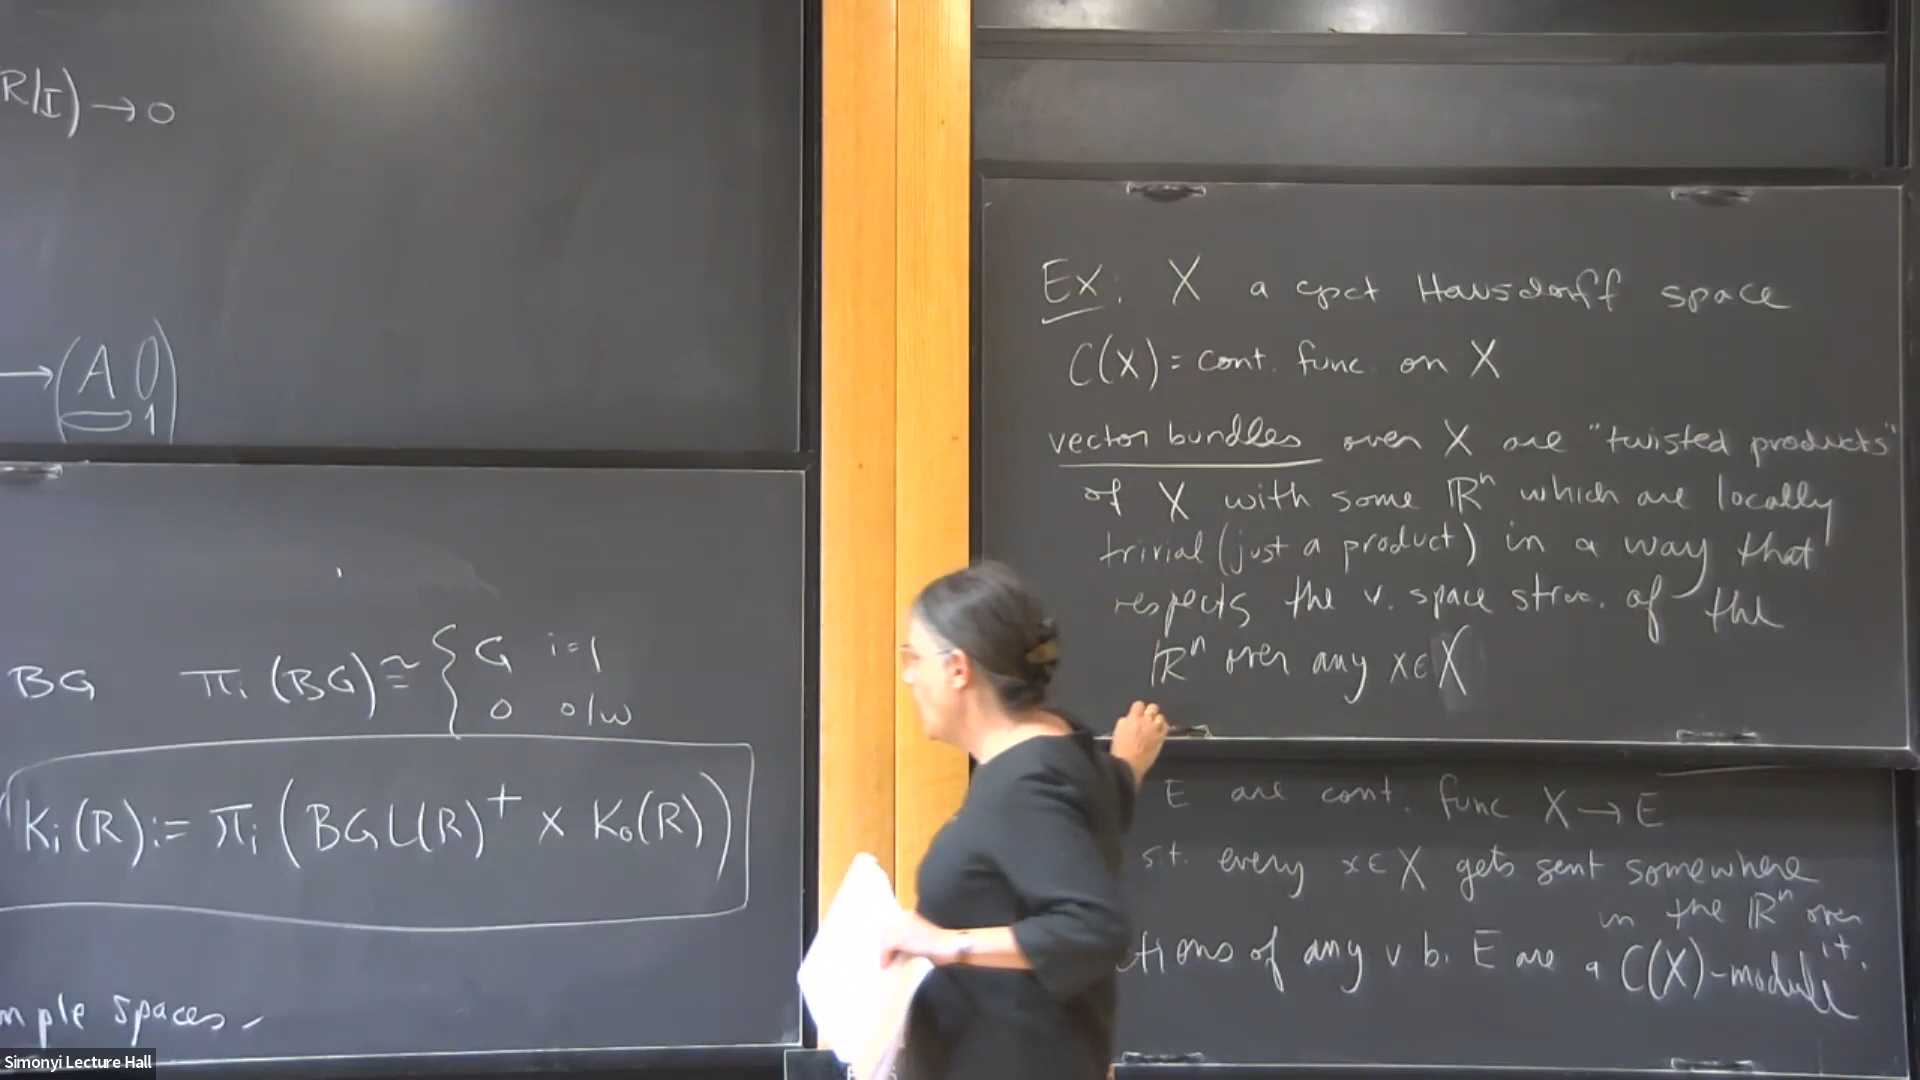 R/I) → 0
→ (A 0
1)
BG π_i (BG) ≅ { G i=1
0 o/w
K_i(R) := π_i (BGL(R)^+ × K_0(R))
mple spaces.
Simonyi Lecture Hall
Ex: X a cpct Hausdorff space
C(X) = cont. func. on X
vector bundles over X are "twisted products"
of X with some ℝ^n which are locally
trivial (just a product) in a way that
respects the v. space struc. of the
ℝ^n over any x∈X
E are cont. func X → E
s.t. every x∈X gets sent somewhere
in the ℝ^n over
it.
ctions of any v.b. E are a C(X)-module